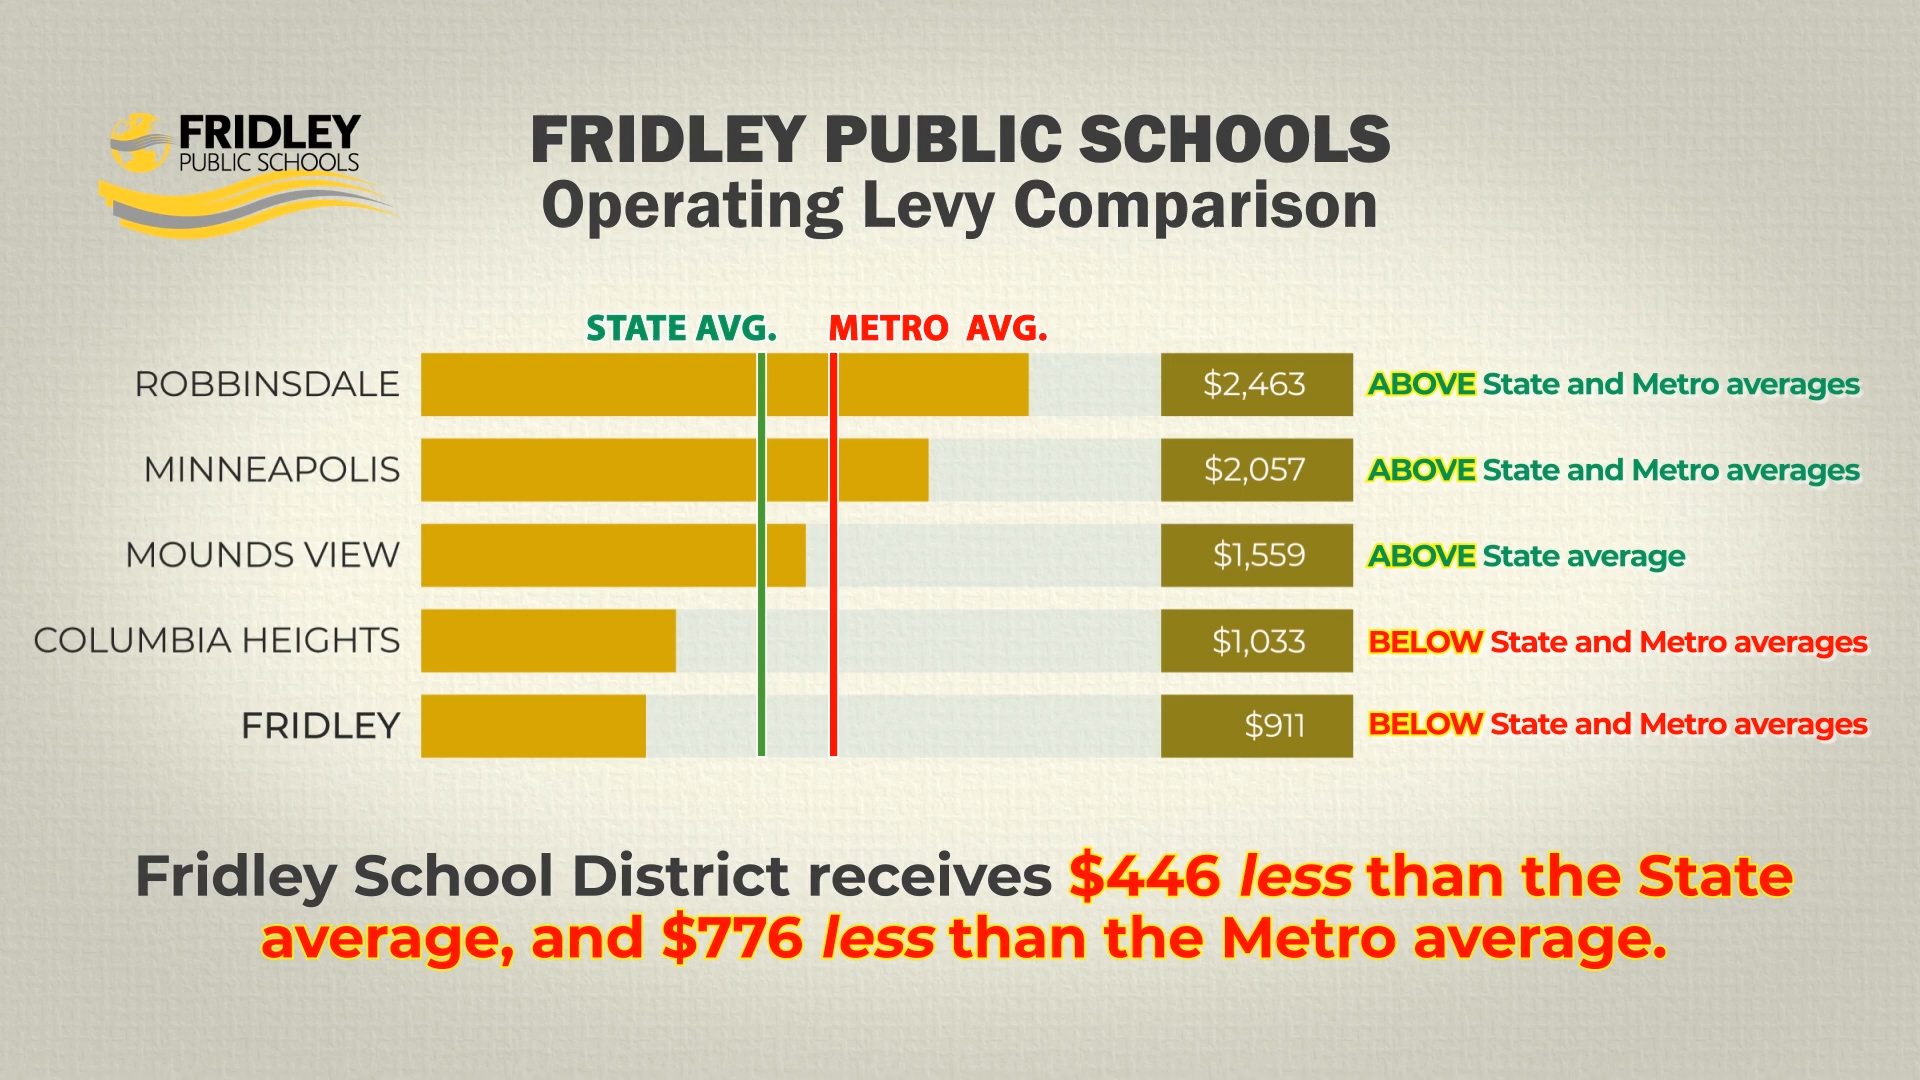 FRIDLEY
PUBLIC SCHOOLS
FRIDLEY PUBLIC SCHOOLS
Operating Levy Comparison
STATE AVG. METRO AVG.
ROBBINSDALE $2,463 ABOVE State and Metro averages
MINNEAPOLIS $2,057 ABOVE State and Metro averages
MOUNDS VIEW $1,559 ABOVE State average
COLUMBIA HEIGHTS $1,033 BELOW State and Metro averages
FRIDLEY $911 BELOW State and Metro averages
Fridley School District receives $446 less than the State
average, and $776 less than the Metro average.